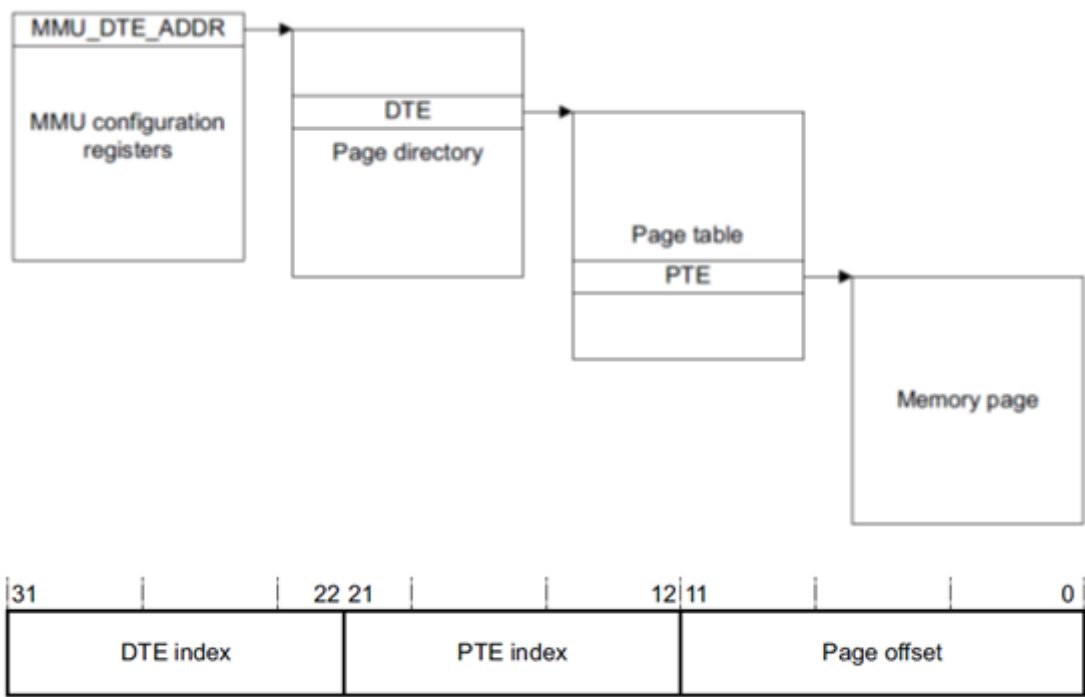 MMU_DTE_ADDR
MMU configuration
registers
DTE
Page directory
Page table
PTE
Memory page
31 22 21 12 11 0
DTE index PTE index Page offset